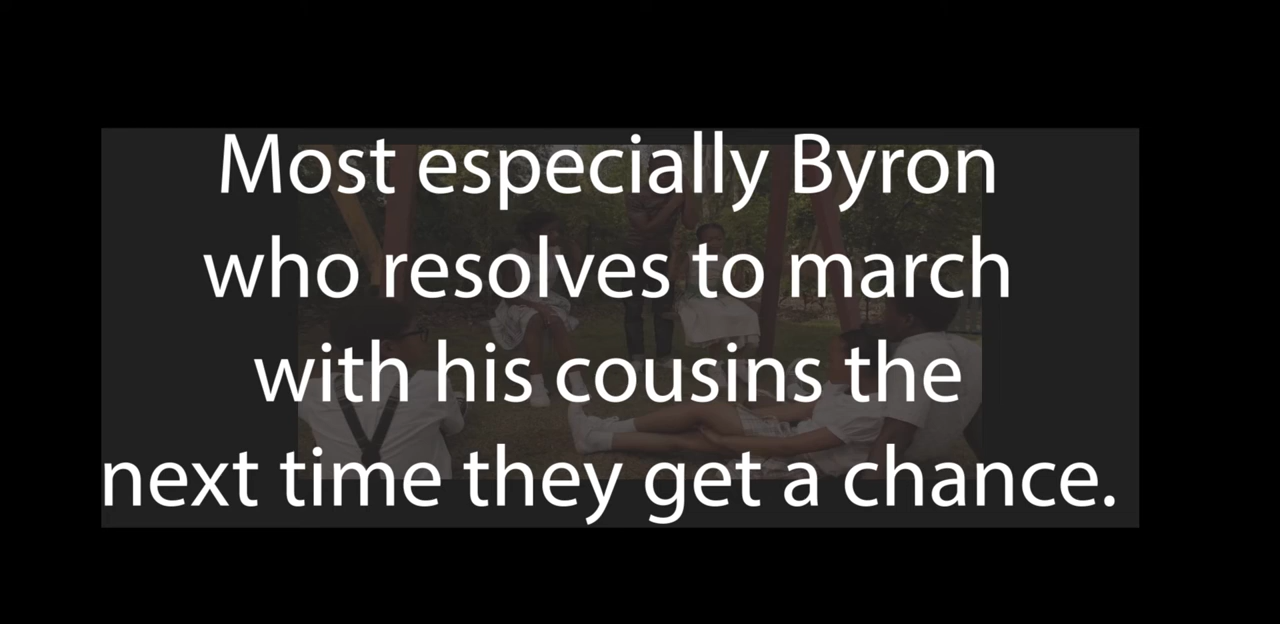 Most especially Byron
who resolves to march
with his cousins the
next time they get a chance.